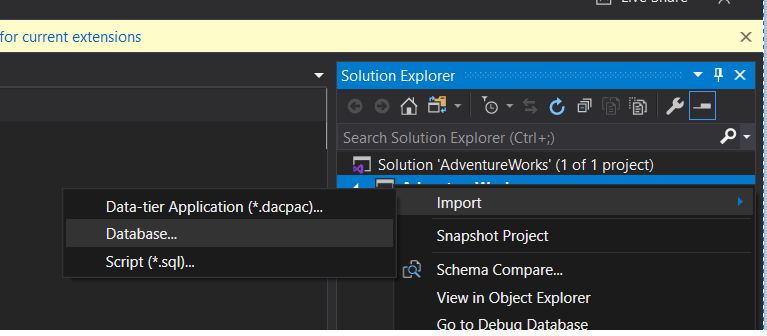 Live Share
for current extensions
Solution Explorer
Search Solution Explorer (Ctrl+;)
Solution 'AdventureWorks' (1 of 1 project)
Data-tier Application (*.dacpac)...
Import
Database...
Snapshot Project
Script (*.sql)...
Schema Compare...
View in Object Explorer
Go to Debug Database